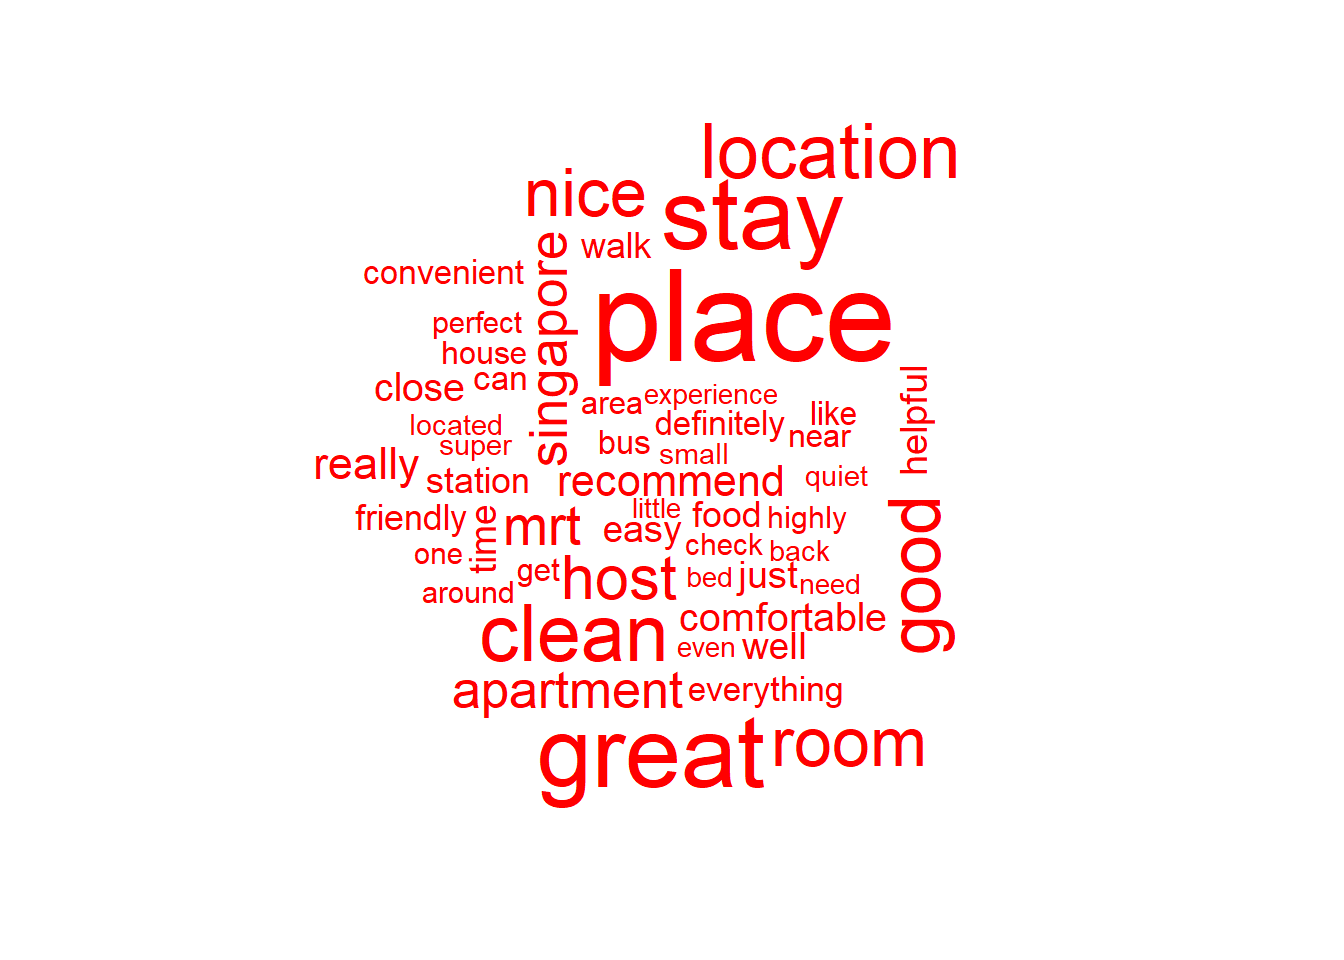 location
nice
stay
walk
singapore
convenient
place
perfect
house
can
close
helpful
area
experience
located
definitely
like
super
bus
near
really
small
station
recommend
quiet
good
friendly
time
mrt
little
easy
food
highly
one
check
back
get
host
bed
just
need
around
clean
comfortable
even
well
apartment
everything
great
room